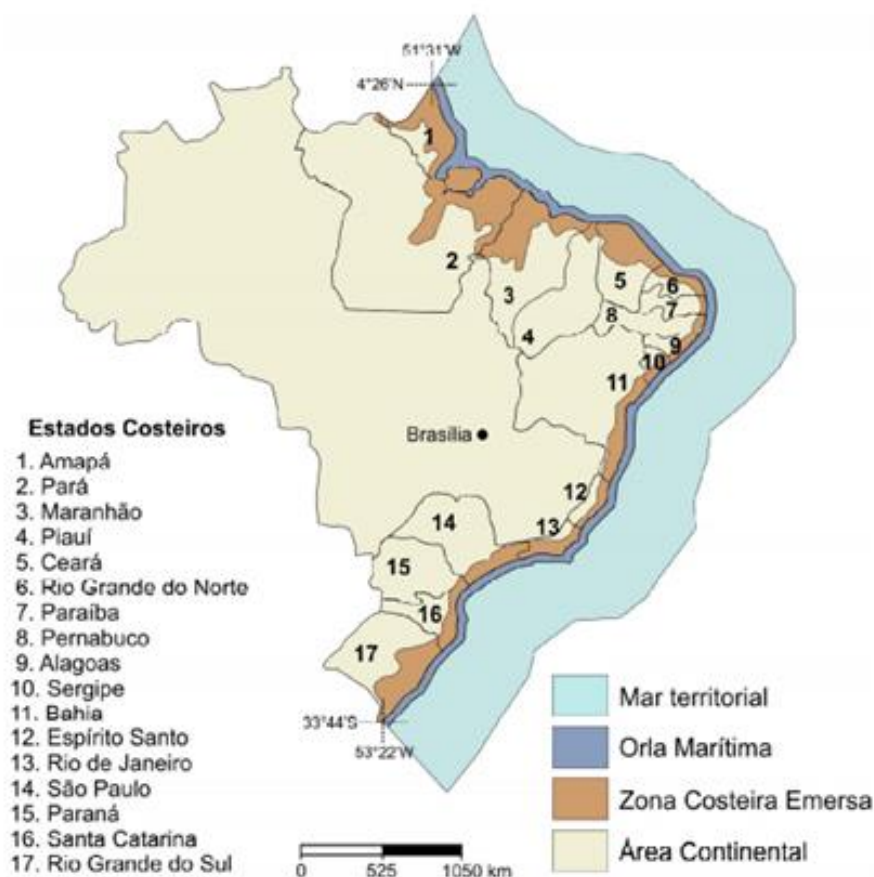 51°31'W
4°26'N
1
2
3
4
5
6
7
8
9
10
11
Brasília
12
13
14
15
16
17
33°44'S
53°22'W
Estados Costeiros
1. Amapá
2. Pará
3. Maranhão
4. Piauí
5. Ceará
6. Rio Grande do Norte
7. Paraíba
8. Pernabuco
9. Alagoas
10. Sergipe
11. Bahia
12. Espírito Santo
13. Rio de Janeiro
14. São Paulo
15. Paraná
16. Santa Catarina
17. Rio Grande do Sul
0 525 1050 km
Mar territorial
Orla Marítima
Zona Costeira Emersa
Área Continental